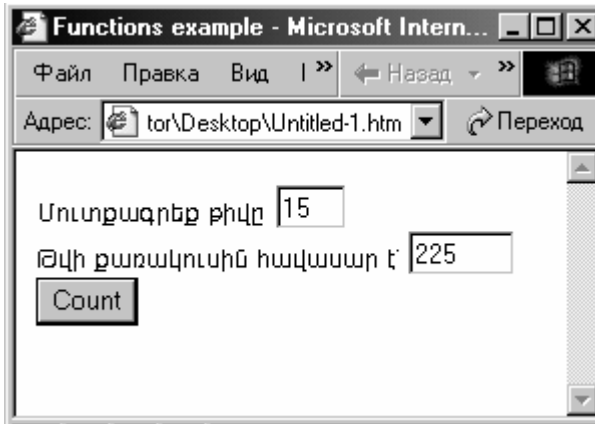 Functions example - Microsoft Intern...
Файл Правка Вид » Назад »
Адрес: tor\Desktop\Untitled-1.htm Переход
Մուտքագրեք թիվը 15
Թվի քառակուսին հավասար է՝ 225
Count